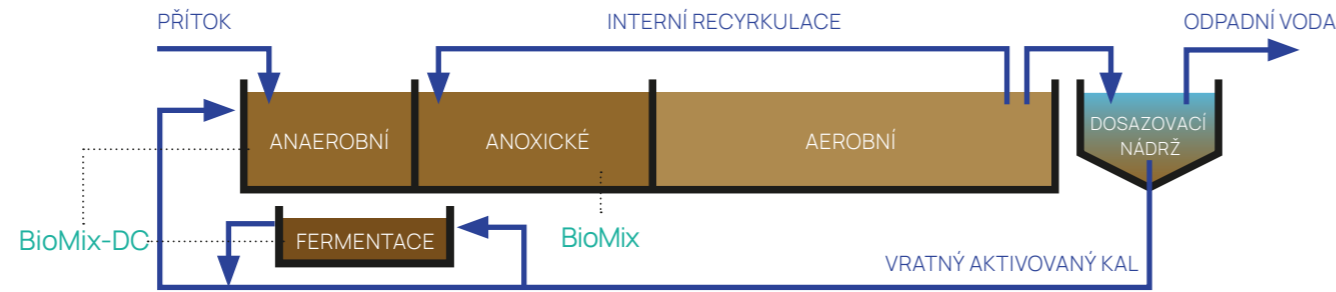 PŘÍTOK
INTERNÍ RECYRKULACE
ODPADNÍ VODA
ANAEROBNÍ
ANOXICKÉ
AEROBNÍ
DOSAZOVACÍ
NÁDRŽ
BioMix-DC
FERMENTACE
BioMix
VRATNÝ AKTIVOVANÝ KAL